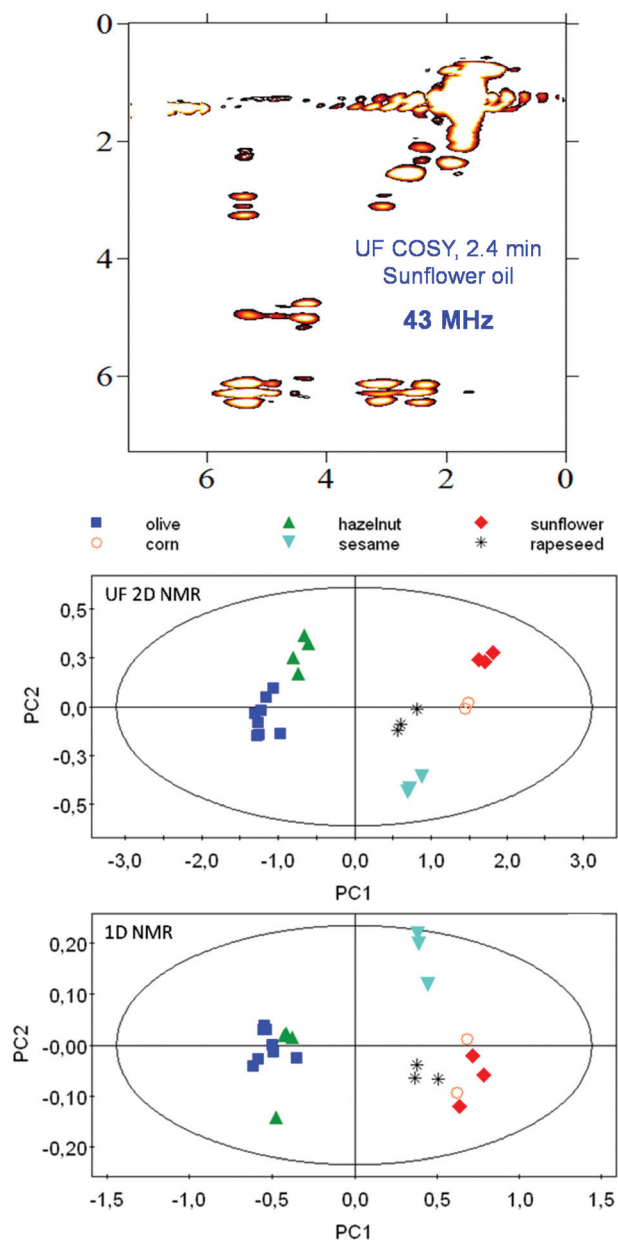 0
2
4
6
UF COSY, 2.4 min
Sunflower oil
43 MHz
6 4 2 0
olive hazelnut sunflower
corn sesame rapeseed
UF 2D NMR
0,5
0,3
0,0
-0,3
-0,5
PC2
-3,0 -2,0 -1,0 0,0 1,0 2,0 3,0
PC1
1D NMR
0,20
0,10
-0,00
-0,10
-0,20
PC2
-1,5 -1,0 -0,5 0,0 0,5 1,0 1,5
PC1